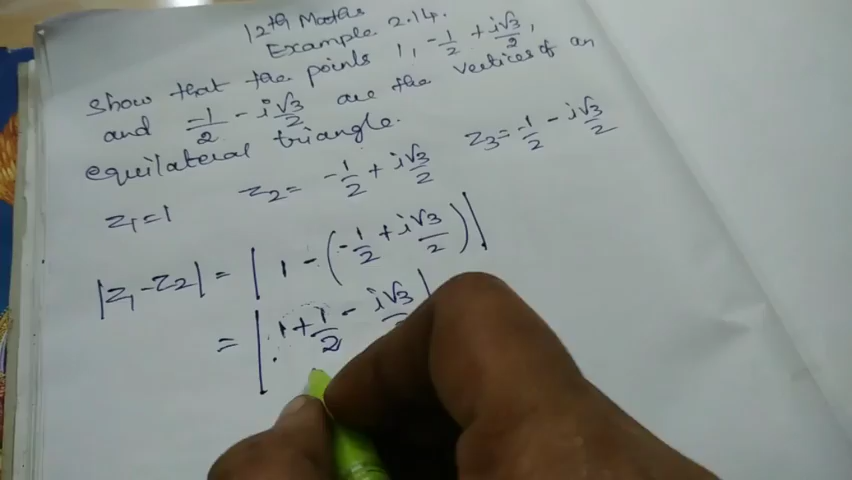 12th Maths
Example 2.14.
Show that the points 1, -1/2 + i√3/2,
and -1/2 - i√3/2 are the vertices of an
equilateral triangle.
z₁=1 z₂= -1/2 + i√3/2 z₃= -1/2 - i√3/2
|z₁-z₂| = | 1 - (-1/2 + i√3/2) |
= | 1 + 1/2 - i√3/2 |